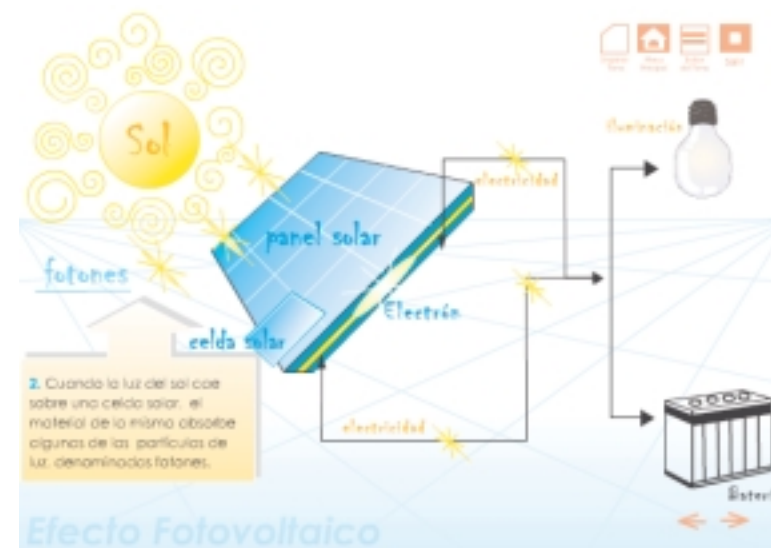 Sol
Iluminación
electricidad
panel solar
fotones
Electrón
celda solar
2. Cuando la luz del sol cae
sobre una celda solar, el
material de la misma absorbe
algunas de las partículas de
luz, denominadas fotones.
electricidad
Bater
Efecto Fotovoltaico